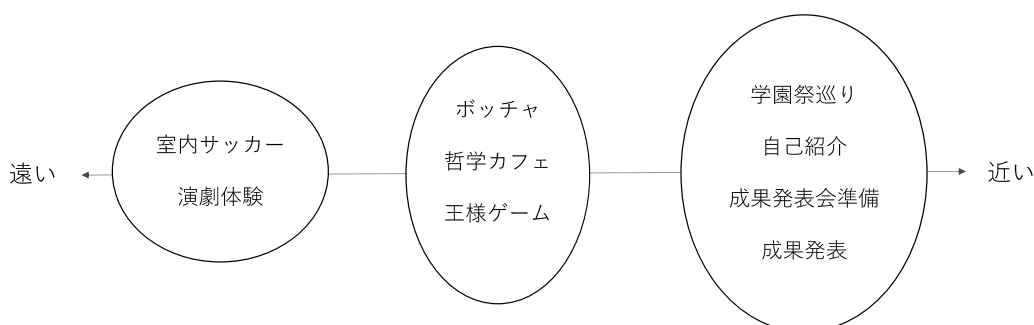 遠い
室内サッカー
演劇体験
ボッチャ
哲学カフェ
王様ゲーム
学園祭巡り
自己紹介
成果発表会準備
成果発表
近い